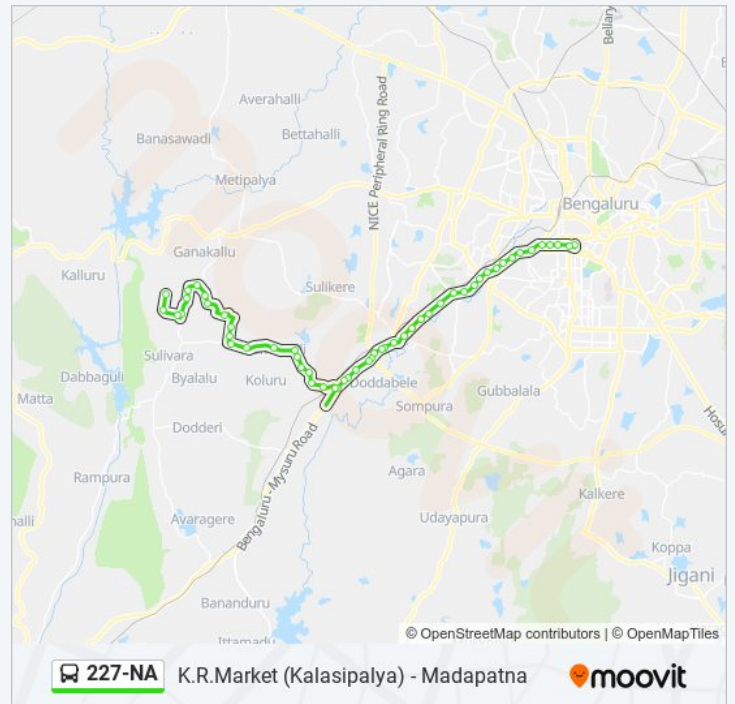 Bellary
Averahalli
NICE Peripheral Ring Road
Banasawadi
Bettahalli
Metipalya
Bengaluru
Ganakallu
Kalluru
Sulikere
Sulivara
Dabbaguli
Byalalu
Koluru
Doddabele
Gubbalala
Matta
Sompura
Hosu
Dodderi
Bengaluru - Mysuru Road
Rampura
Agara
Kalkere
halli
Avaragere
Udayapura
Koppa
Jigani
Bananduru
Ittamadu
© OpenStreetMap contributors | © OpenMapTiles
227-NA K.R.Market (Kalasipalya) - Madapatna moovit